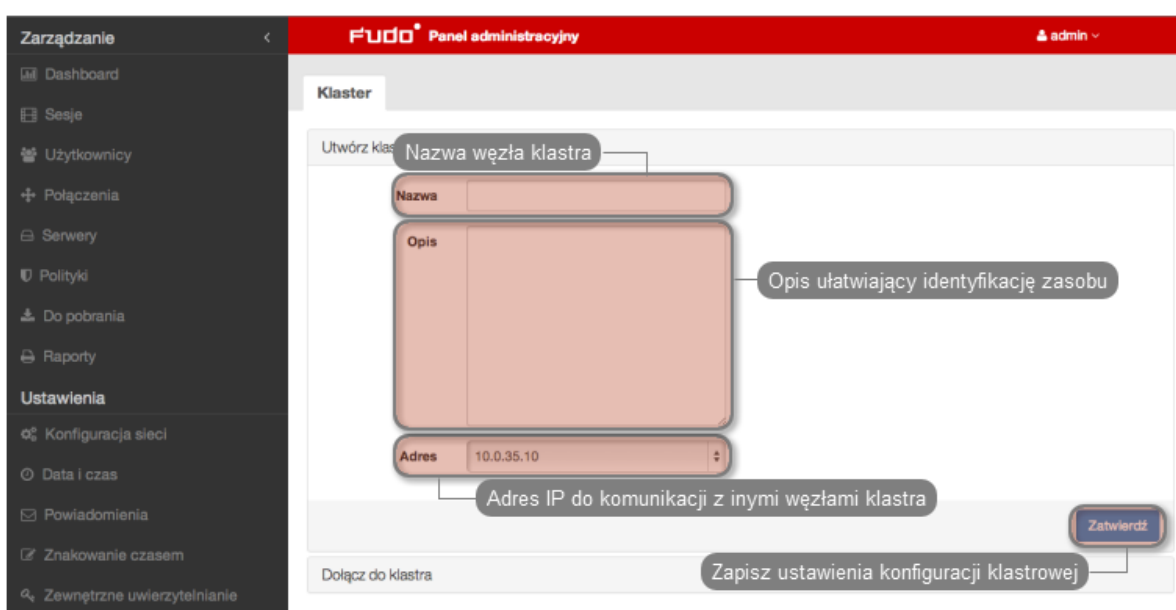 Zarządzanie
FUDO Panel administracyjny
admin
Dashboard
Sesje
Użytkownicy
Połączenia
Serwery
Polityki
Do pobrania
Raporty
Ustawienia
Konfiguracja sieci
Data i czas
Powiadomienia
Znakowanie czasem
Zewnętrzne uwierzytelnianie
Klaster
Utwórz
Nazwa węzła klastra
Nazwa
Opis
Opis ułatwiający identyfikację zasobu
Adres
10.0.35.10
Adres IP do komunikacji z inymi węzłami klastra
Zatwierdź
Zapisz ustawienia konfiguracji klastrowej
Dołącz do klastra